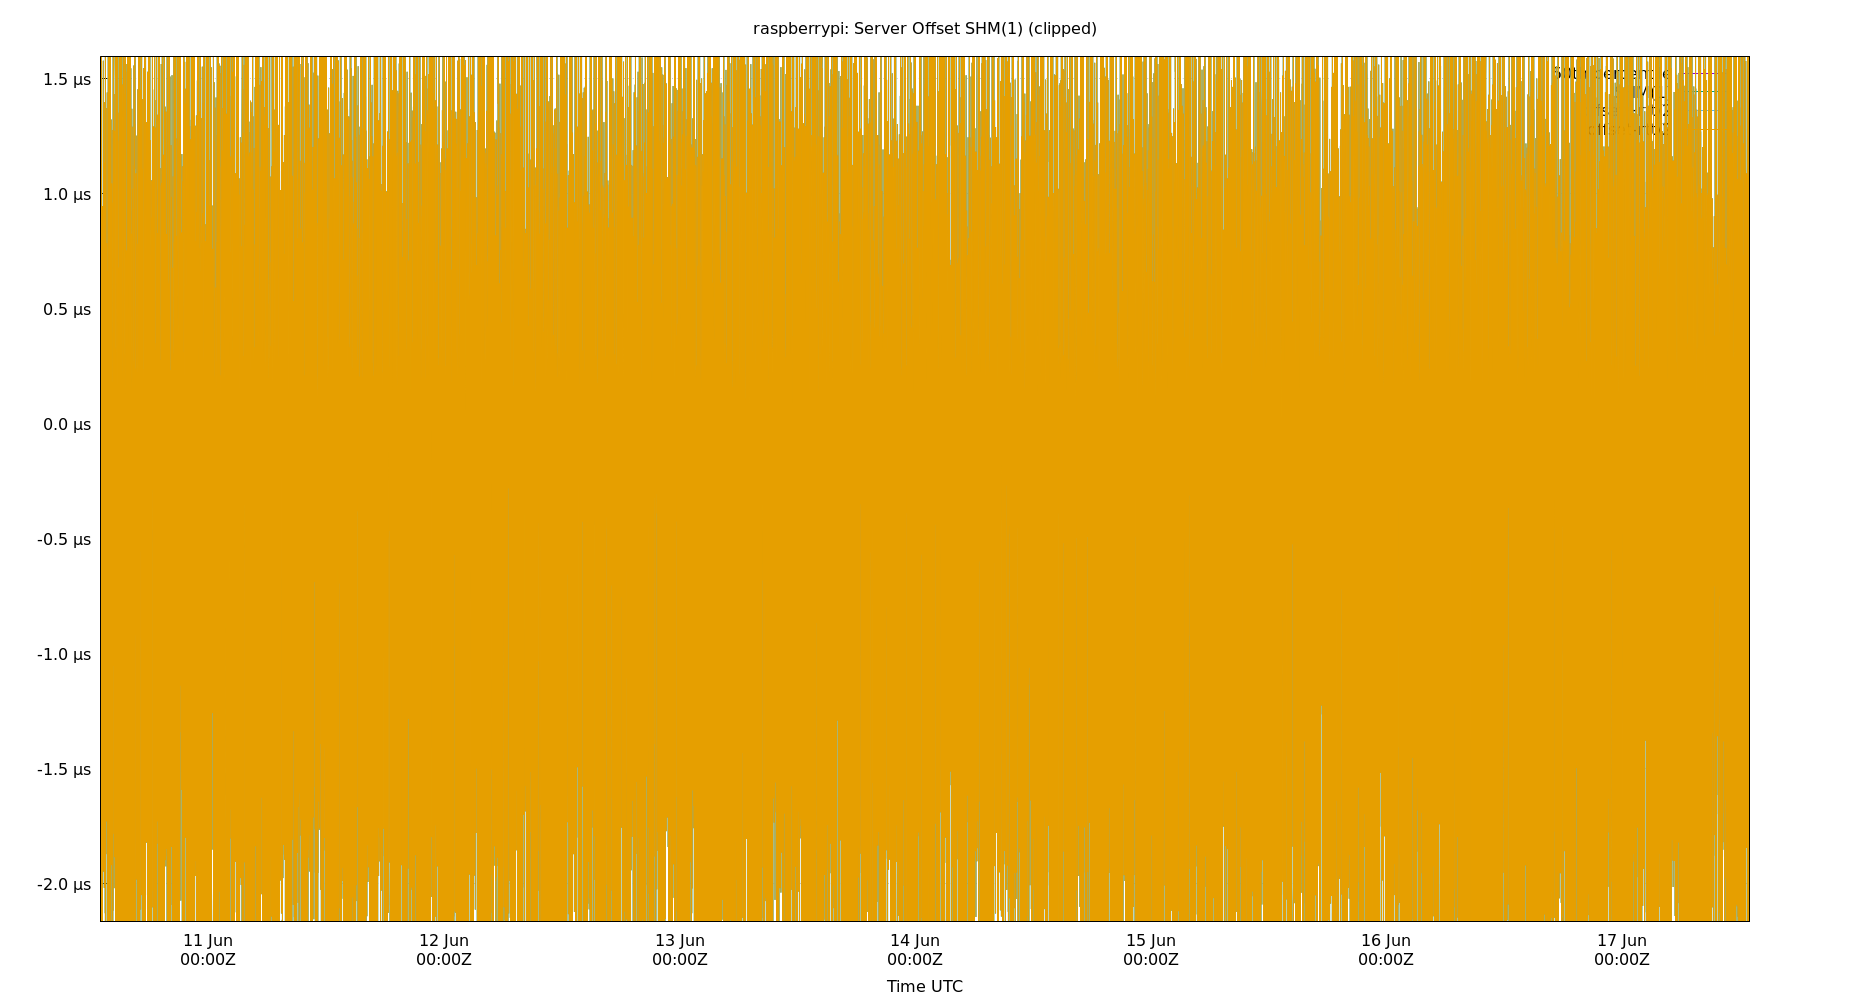 raspberrypi: Server Offset SHM(1) (clipped)
1.5 µs
1.0 µs
0.5 µs
0.0 µs
-0.5 µs
-1.0 µs
-1.5 µs
-2.0 µs
11 Jun 12 Jun 13 Jun 14 Jun 15 Jun 16 Jun 17 Jun
00:00Z 00:00Z 00:00Z 00:00Z 00:00Z 00:00Z 00:00Z
Time UTC